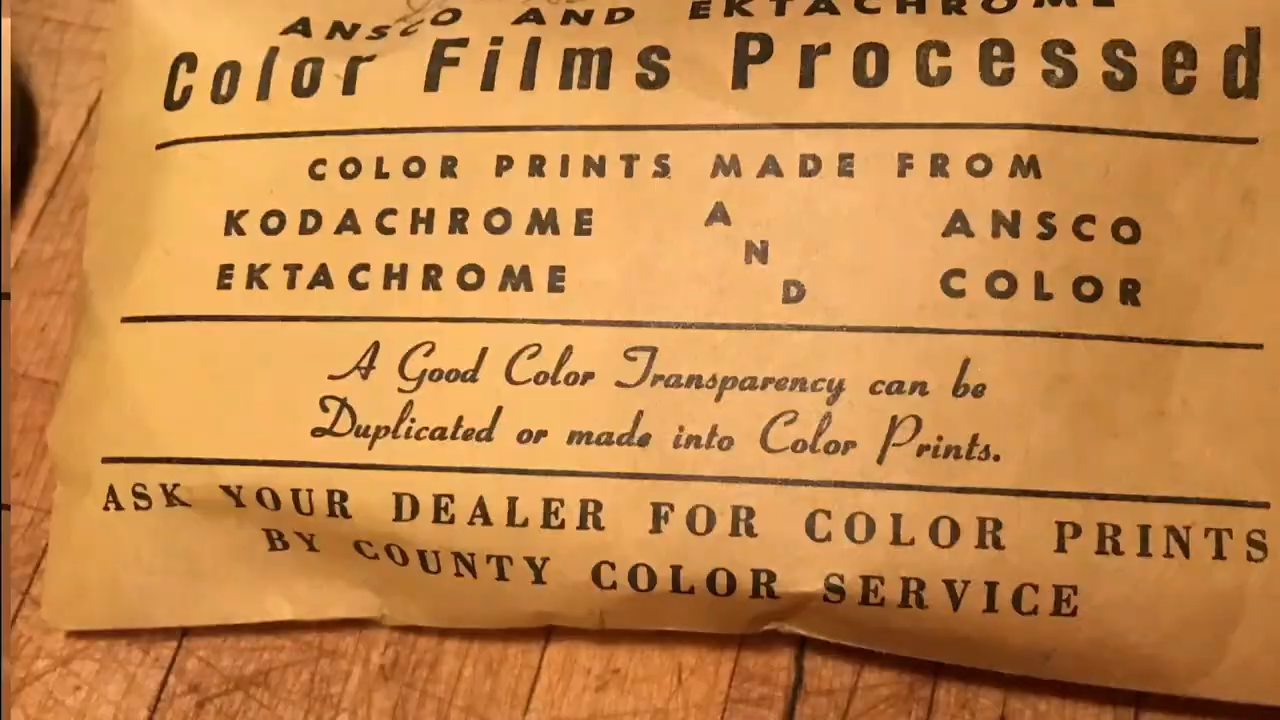 ANSCO AND EKTACHROME
Color Films Processed
COLOR PRINTS MADE FROM
KODACHROME AND ANSCO
EKTACHROME COLOR
A Good Color Transparency can be
Duplicated or made into Color Prints.
ASK YOUR DEALER FOR COLOR PRINTS
BY COUNTY COLOR SERVICE